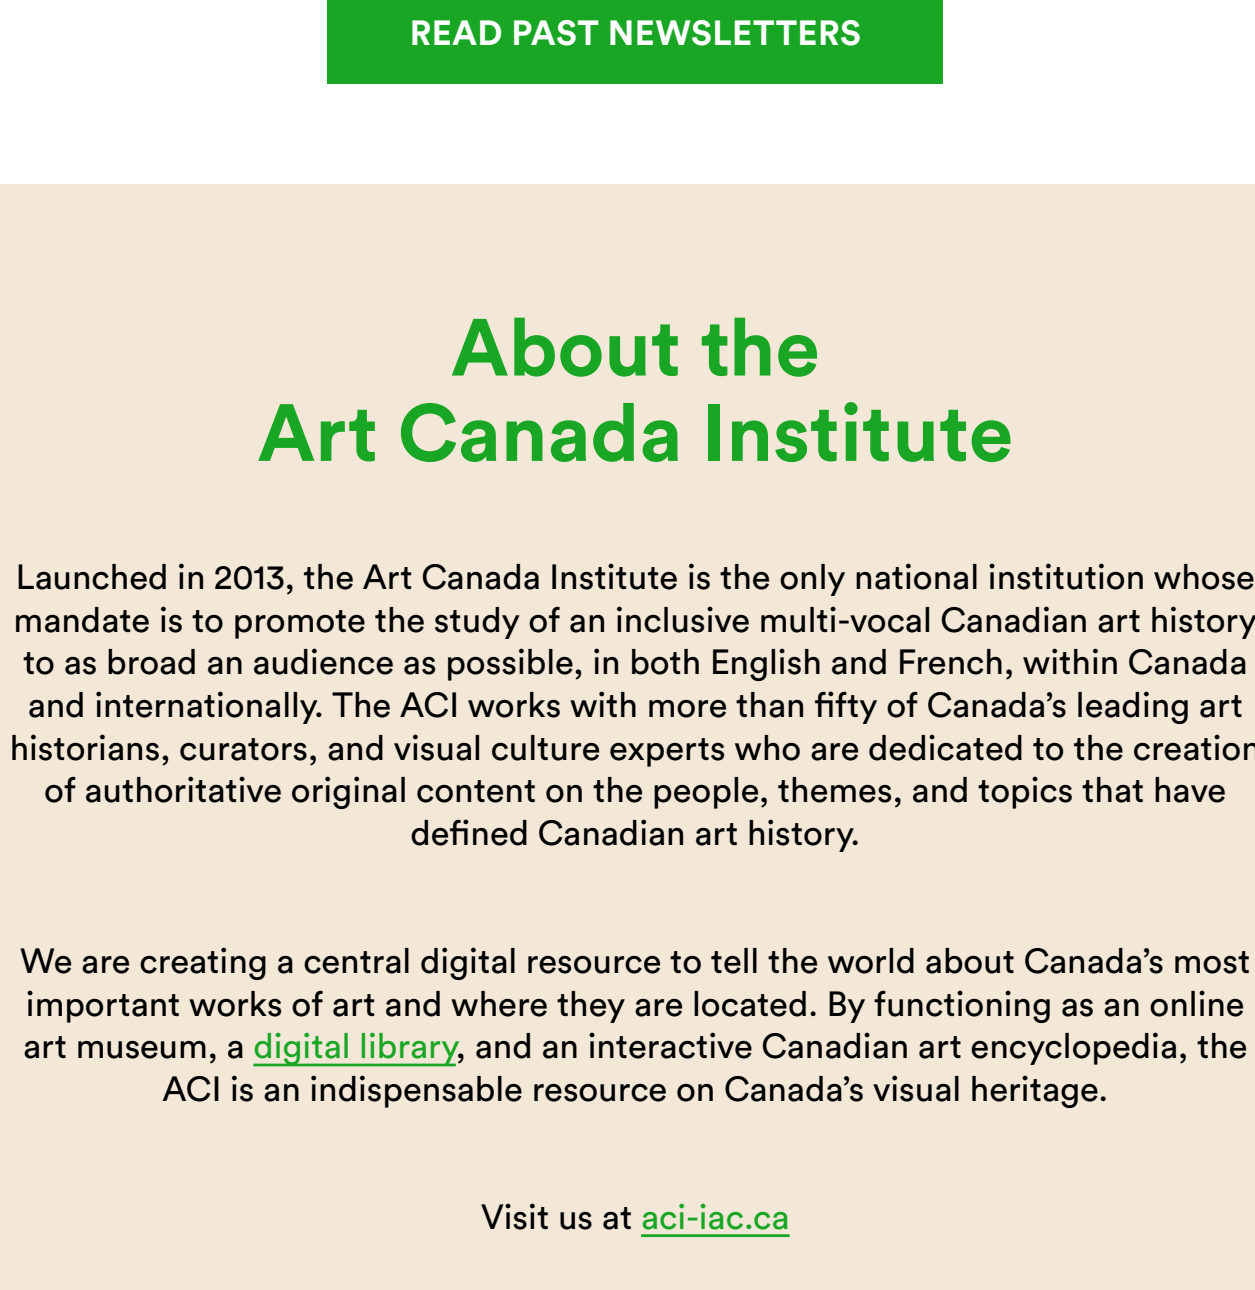 READ PAST NEWSLETTERS
About the
Art Canada Institute
Launched in 2013, the Art Canada Institute is the only national institution whose
mandate is to promote the study of an inclusive multi-vocal Canadian art history
to as broad an audience as possible, in both English and French, within Canada
and internationally. The ACI works with more than fifty of Canada’s leading art
historians, curators, and visual culture experts who are dedicated to the creation
of authoritative original content on the people, themes, and topics that have
defined Canadian art history.
We are creating a central digital resource to tell the world about Canada’s most
important works of art and where they are located. By functioning as an online
art museum, a digital library, and an interactive Canadian art encyclopedia, the
ACI is an indispensable resource on Canada’s visual heritage.
Visit us at aci-iac.ca